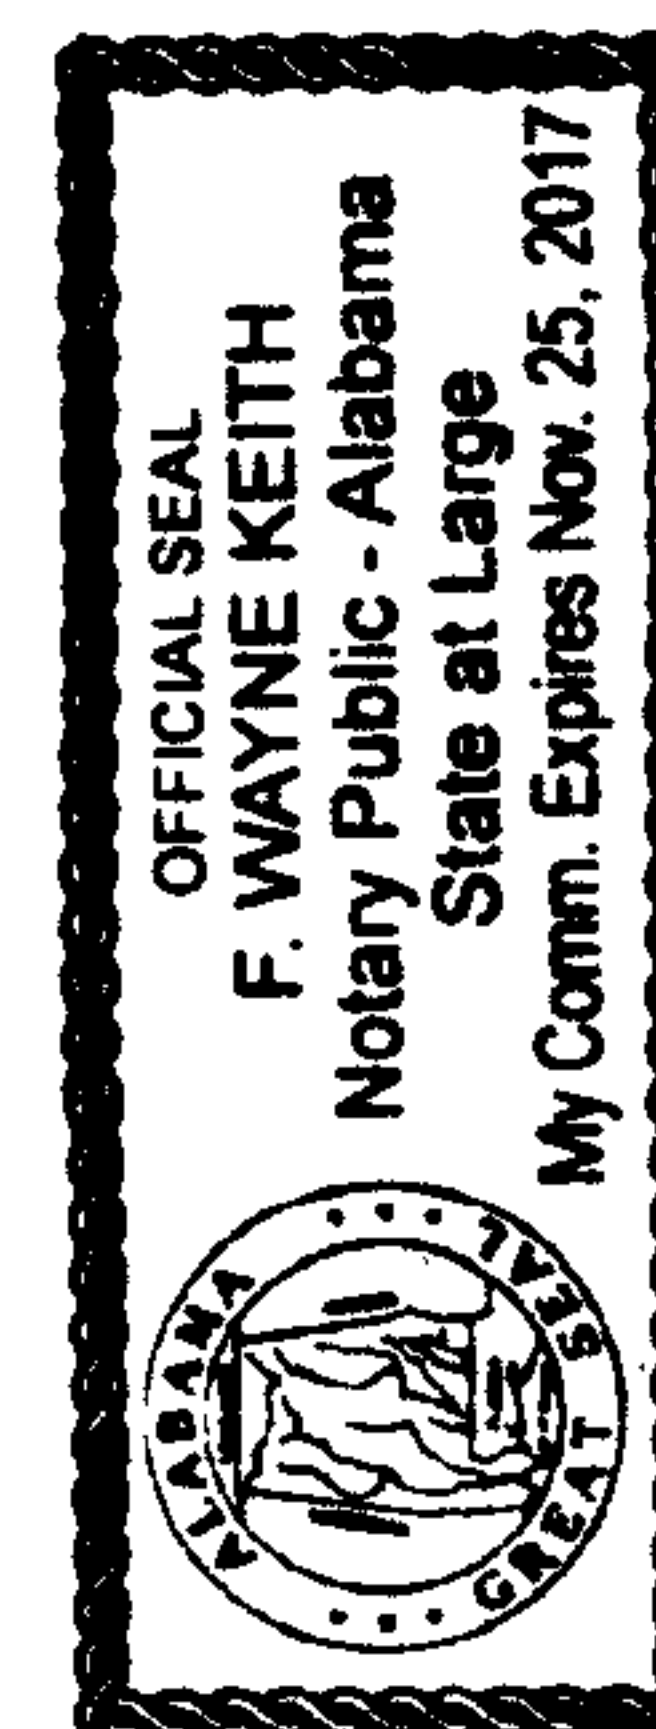 OFFICIAL SEAL
F. WAYNE KEITH
Notary Public - Alabama
State at Large
My Comm. Expires Nov. 25, 2017
ALABAMA
GREAT SEAL